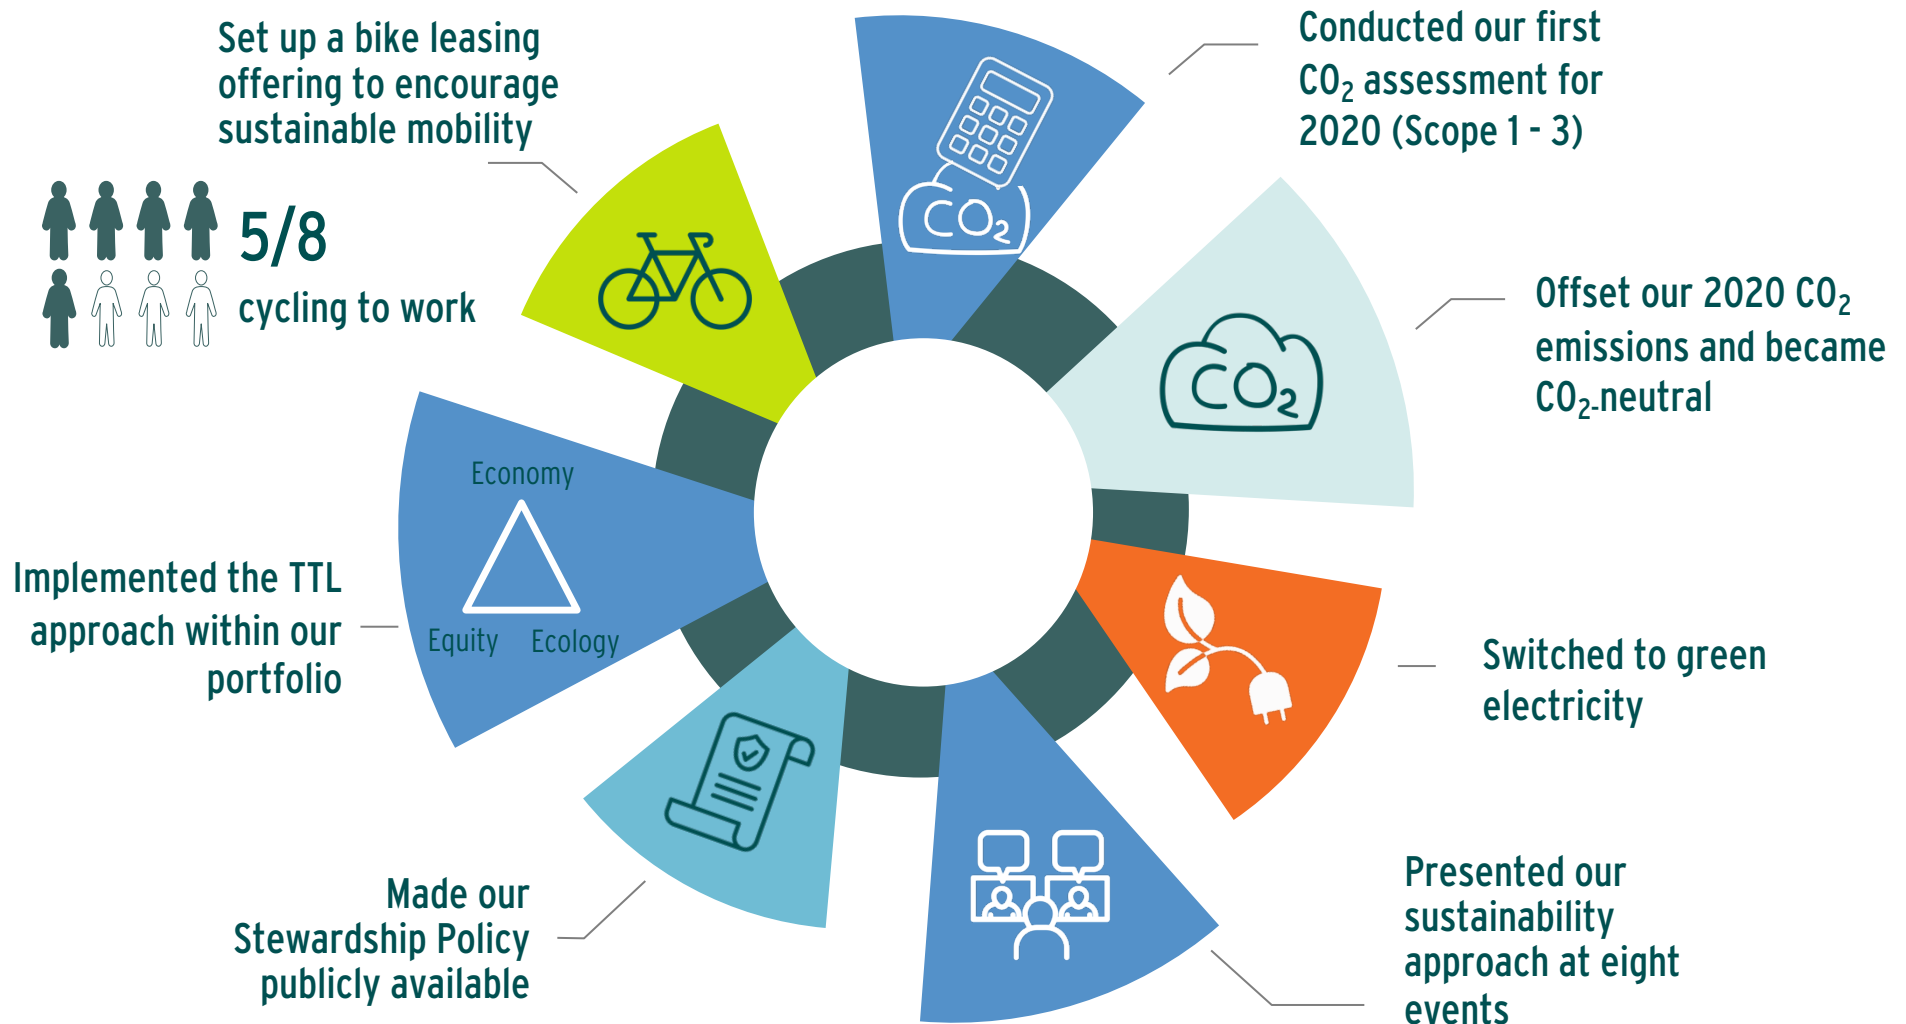 Set up a bike leasing
offering to encourage
sustainable mobility
5/8
cycling to work
Conducted our first
CO₂ assessment for
2020 (Scope 1 - 3)
CO₂
Offset our 2020 CO₂
emissions and became
CO₂-neutral
CO₂
Economy
Equity Ecology
Implemented the TTL
approach within our
portfolio
Switched to green
electricity
Made our
Stewardship Policy
publicly available
Presented our
sustainability
approach at eight
events